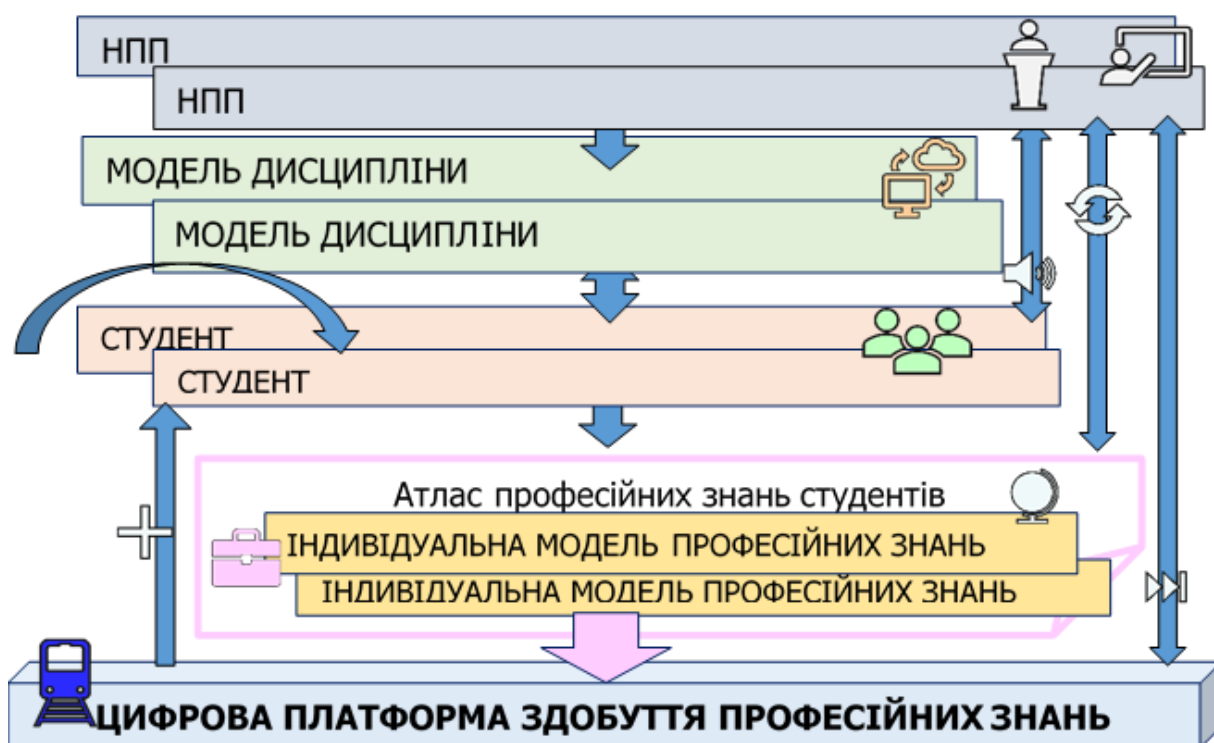 НПП
НПП
МОДЕЛЬ ДИСЦИПЛІНИ
МОДЕЛЬ ДИСЦИПЛІНИ
СТУДЕНТ
СТУДЕНТ
Атлас професійних знань студентів
ІНДИВІДУАЛЬНА МОДЕЛЬ ПРОФЕСІЙНИХ ЗНАНЬ
ІНДИВІДУАЛЬНА МОДЕЛЬ ПРОФЕСІЙНИХ ЗНАНЬ
ЦИФРОВА ПЛАТФОРМА ЗДОБУТТЯ ПРОФЕСІЙНИХ ЗНАНЬ